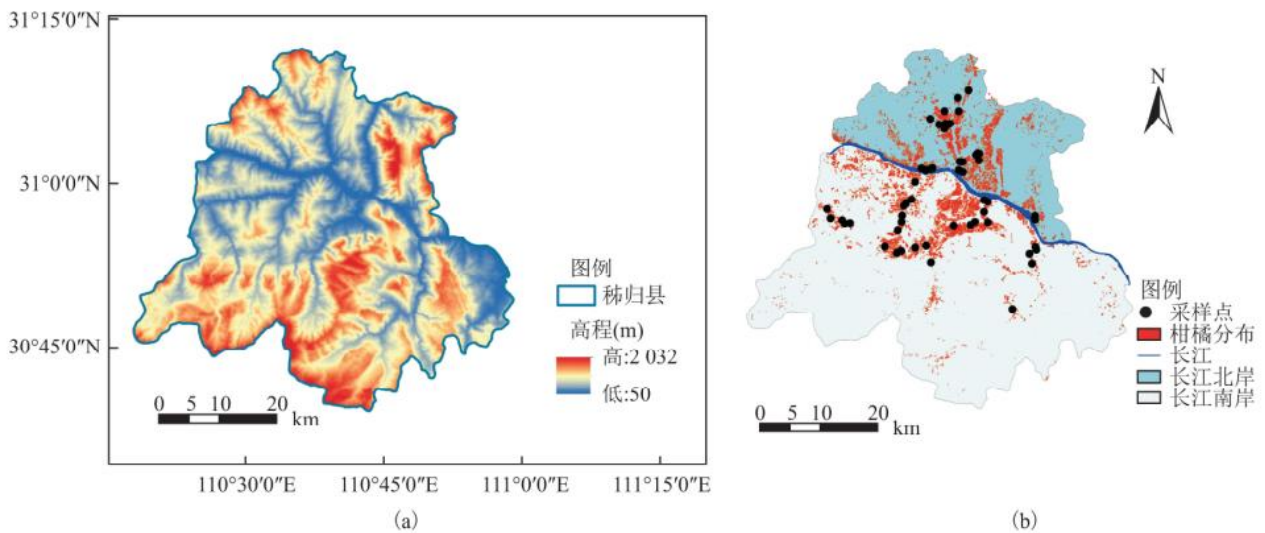 31°15′0″N
31°0′0″N
30°45′0″N
110°30′0″E
110°45′0″E
111°0′0″E
111°15′0″E
图例
秭归县
高程(m)
高:2 032
低:50
0 5 10 20
km
(a)
N
图例
采样点
柑橘分布
长江
长江北岸
长江南岸
0 5 10 20
km
(b)